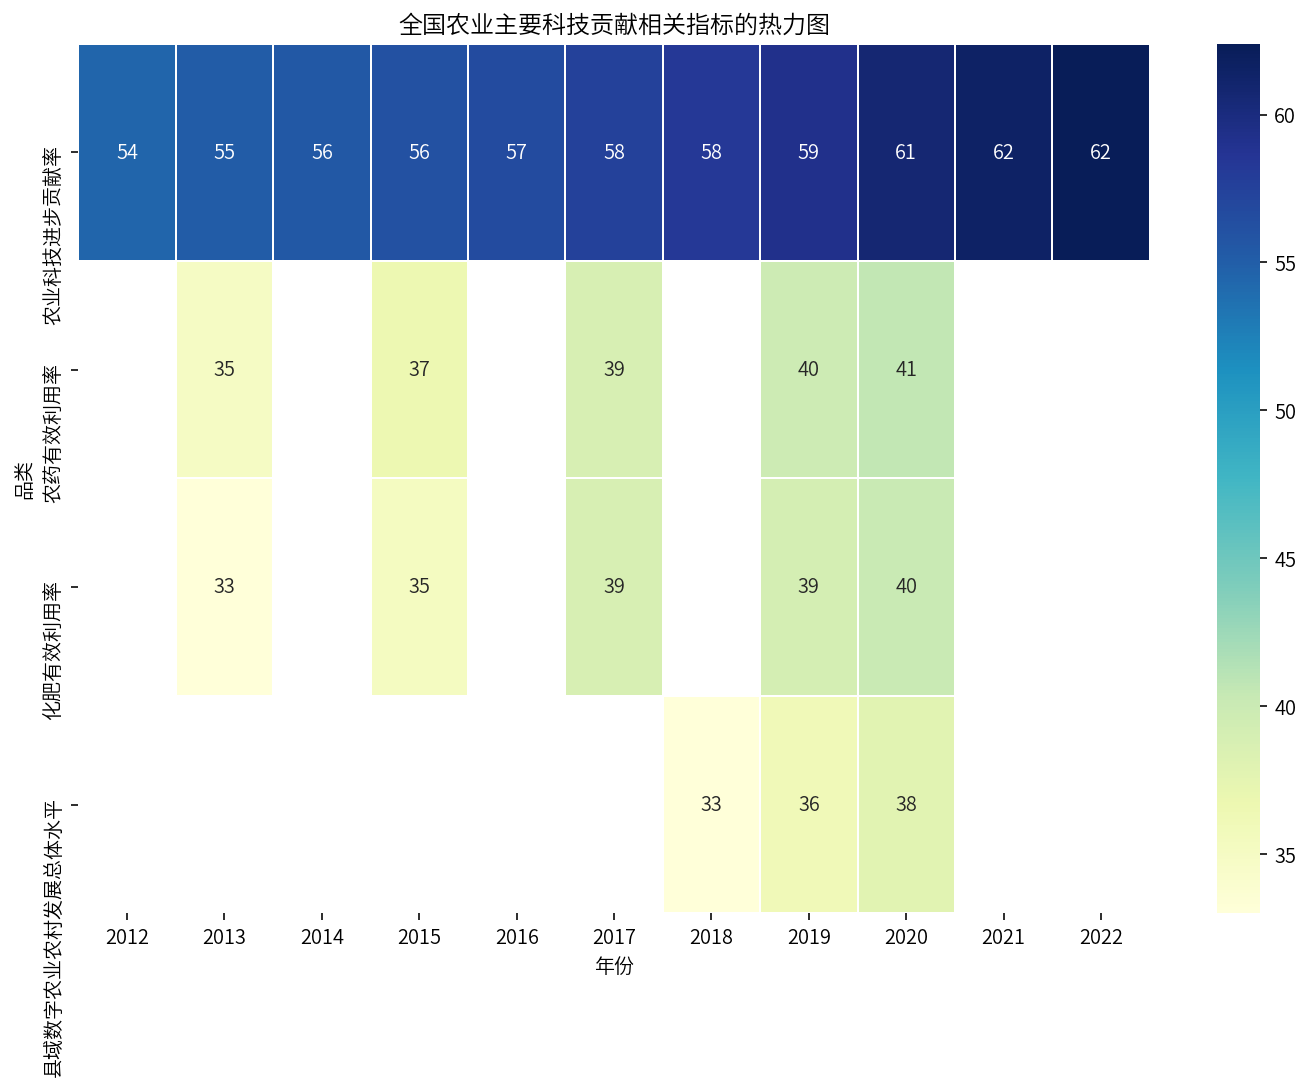 全国农业主要科技贡献相关指标的热力图
品类
农业科技进步贡献率
54 55 56 56 57 58 58 59 61 62 62
农药有效利用率
35 37 39 40 41
化肥有效利用率
33 35 39 39 40
县域数字农业农村发展总体水平
33 36 38
2012 2013 2014 2015 2016 2017 2018 2019 2020 2021 2022
年份
60
55
50
45
40
35